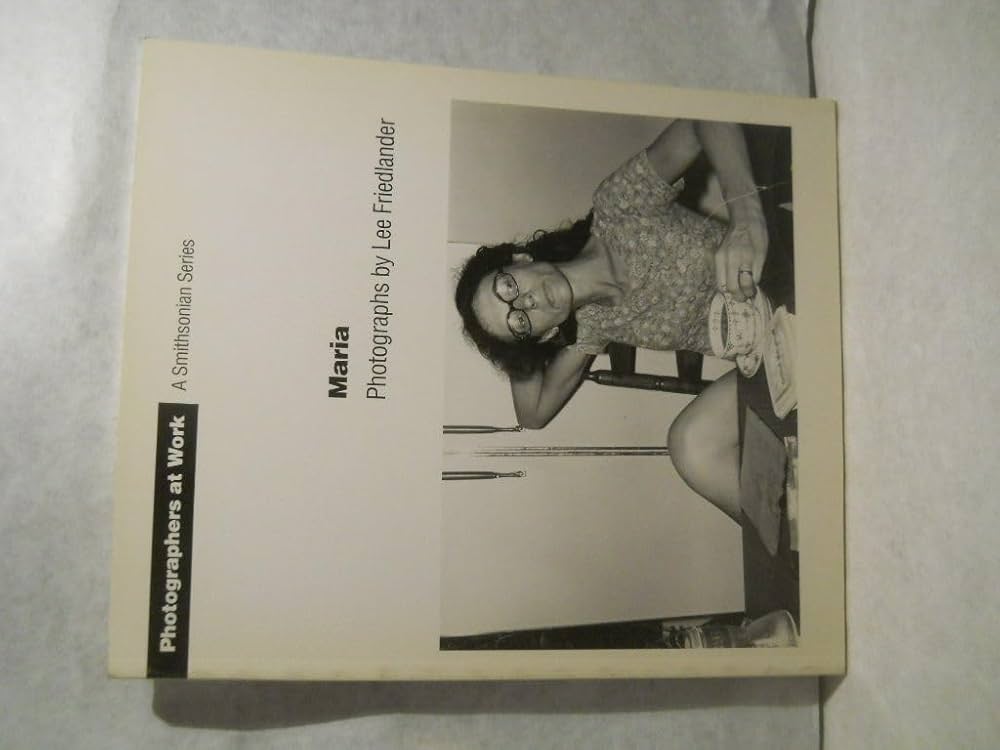 Photographers at Work
A Smithsonian Series
Maria
Photographs by Lee Friedlander